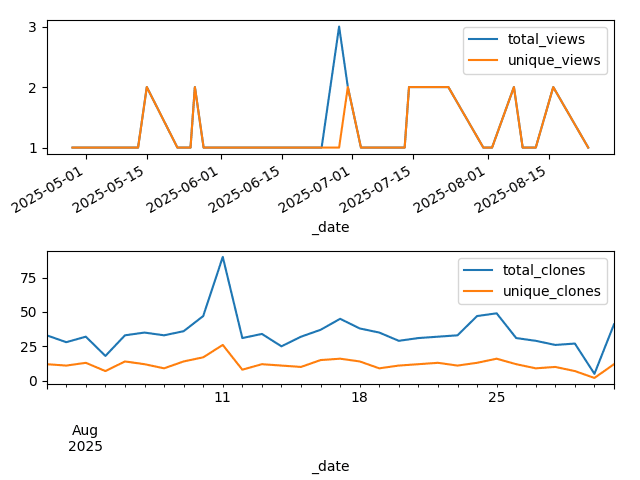 3
2
1
total_views
unique_views
2025-05-01
2025-05-15
2025-06-01
2025-06-15
2025-07-01
2025-07-15
2025-08-01
2025-08-15
_date
75
50
25
0
total_clones
unique_clones
11
18
25
Aug
2025
_date